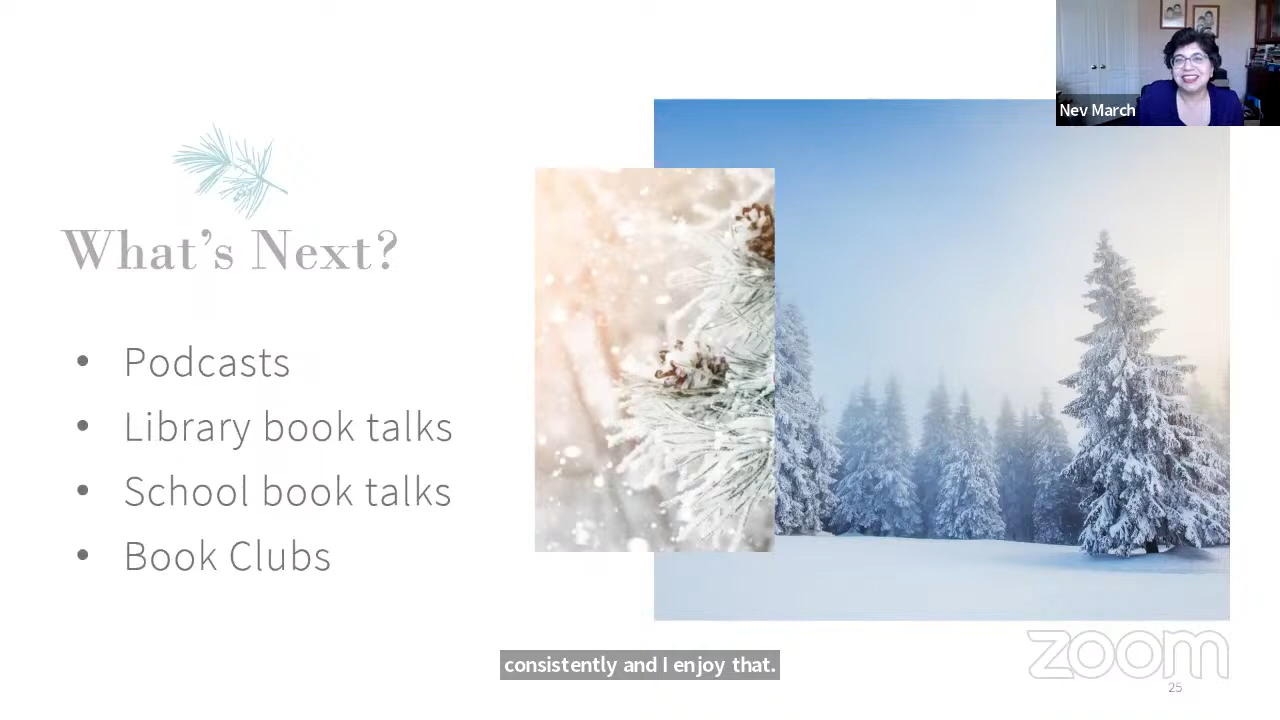 Nev March
What's Next?
• Podcasts
• Library book talks
• School book talks
• Book Clubs
consistently and I enjoy that.
zoom
25